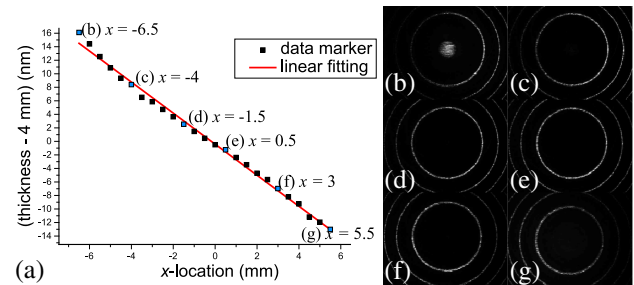 16
14
12
10
8
6
4
2
0
-2
-4
-6
-8
-10
-12
-14
(thickness - 4 mm) (nm)
(b) x = -6.5
(c) x = -4
(d) x = -1.5
(e) x = 0.5
(f) x = 3
(g) x = 5.5
data marker
linear fitting
-6 -4 -2 0 2 4 6
x-location (mm)
(a)
(b) (c)
(d) (e)
(f) (g)